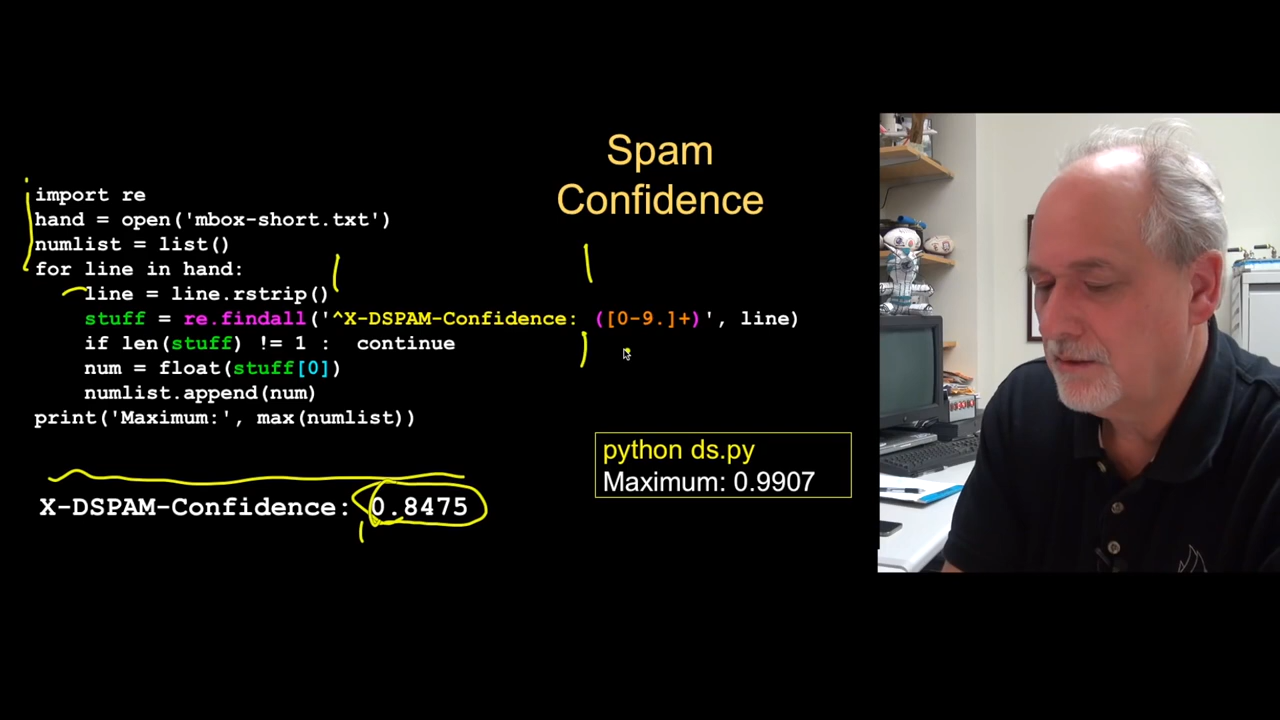 Spam
Confidence
import re
hand = open('mbox-short.txt')
numlist = list()
for line in hand:
    line = line.rstrip()
    stuff = re.findall('^X-DSPAM-Confidence: ([0-9.]+)', line)
    if len(stuff) != 1 :  continue
    num = float(stuff[0])
    numlist.append(num)
print('Maximum:', max(numlist))
python ds.py
Maximum: 0.9907
X-DSPAM-Confidence: 0.8475